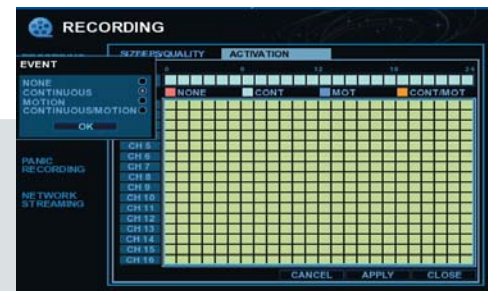 RECORDING
SIZE/FPS/QUALITY ACTIVATION
EVENT
0 6 12 18 24
NONE
CONTINUOUS
MOTION
CONTINUOUS/MOTION
OK
NONE CONT MOT CONT/MOT
CH 5
CH 6
CH 7
CH 8
CH 9
CH 10
CH 11
CH 12
CH 13
CH 14
CH 15
CH 16
PANIC
RECORDING
NETWORK
STREAMING
CANCEL APPLY CLOSE